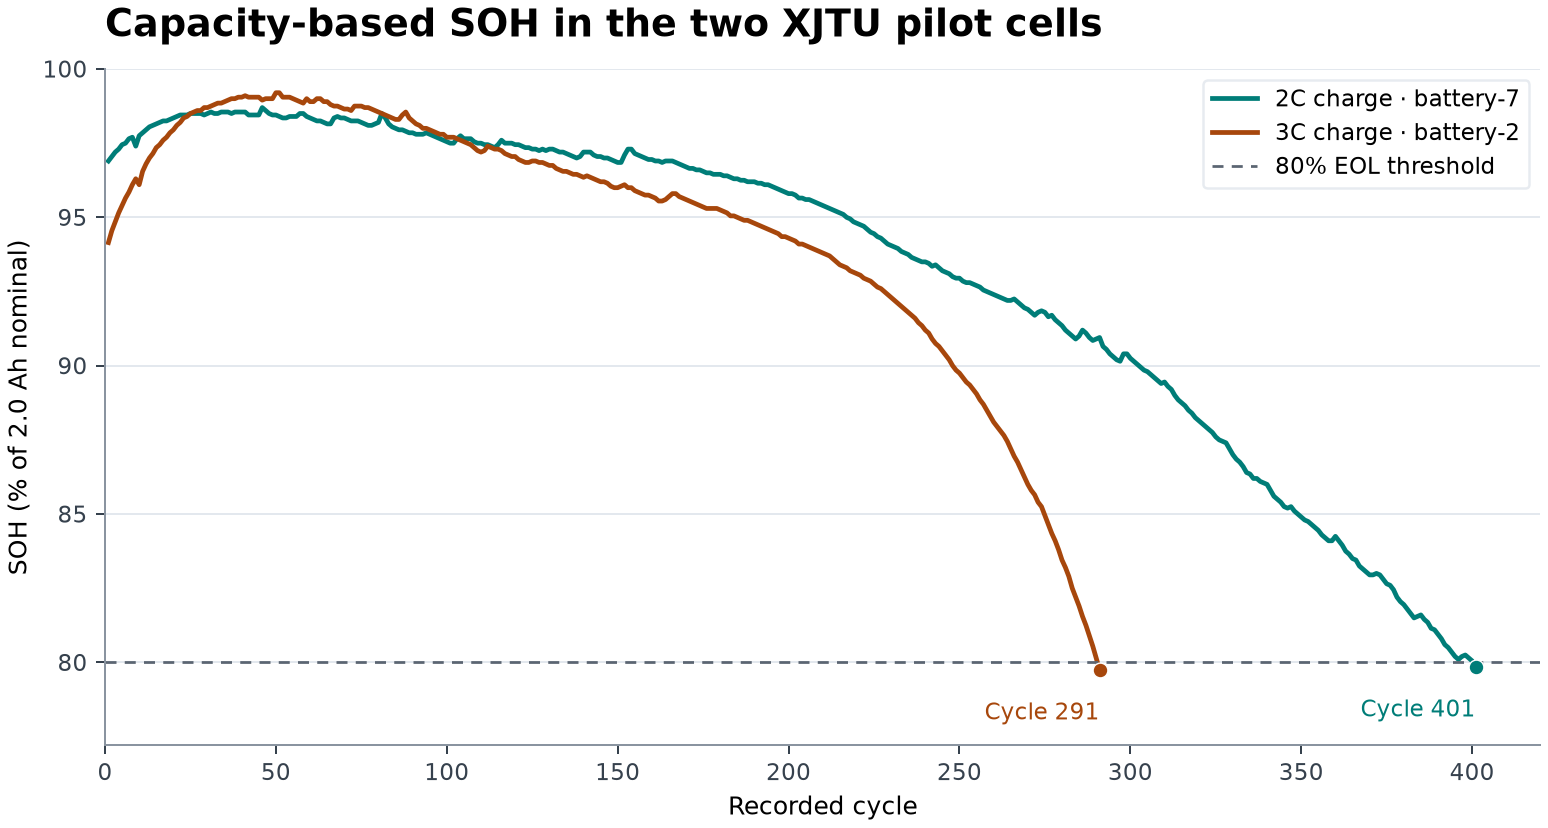 Capacity-based SOH in the two XJTU pilot cells
2C charge · battery-7
3C charge · battery-2
80% EOL threshold
SOH (% of 2.0 Ah nominal)
100
95
90
85
80
Cycle 291
Cycle 401
0 50 100 150 200 250 300 350 400
Recorded cycle